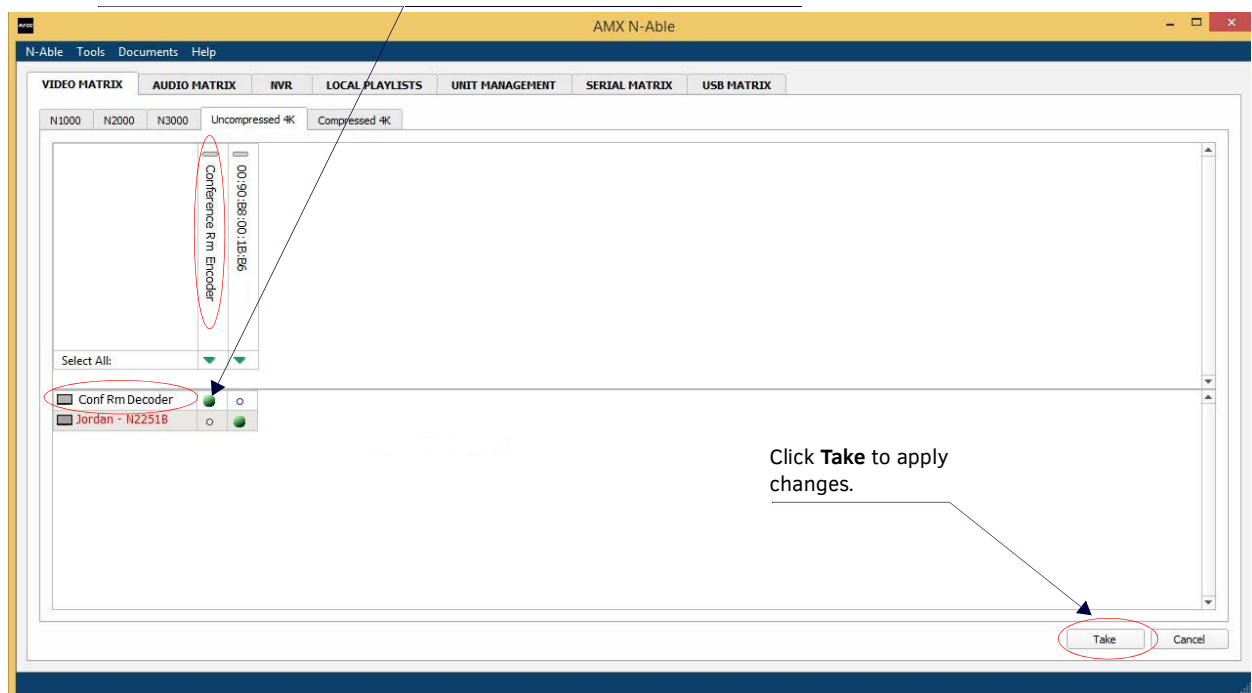 AMX
AMX N-Able
N-Able Tools Documents Help
VIDEO MATRIX AUDIO MATRIX NVR LOCAL PLAYLISTS UNIT MANAGEMENT SERIAL MATRIX USB MATRIX
N1000 N2000 N3000 Uncompressed 4K Compressed 4K
Conference Rm Encoder
00:90:B8:00:1B:B6
Select All:
Conf Rm Decoder
Jordan - N2251B
Click Take to apply
changes.
Take Cancel